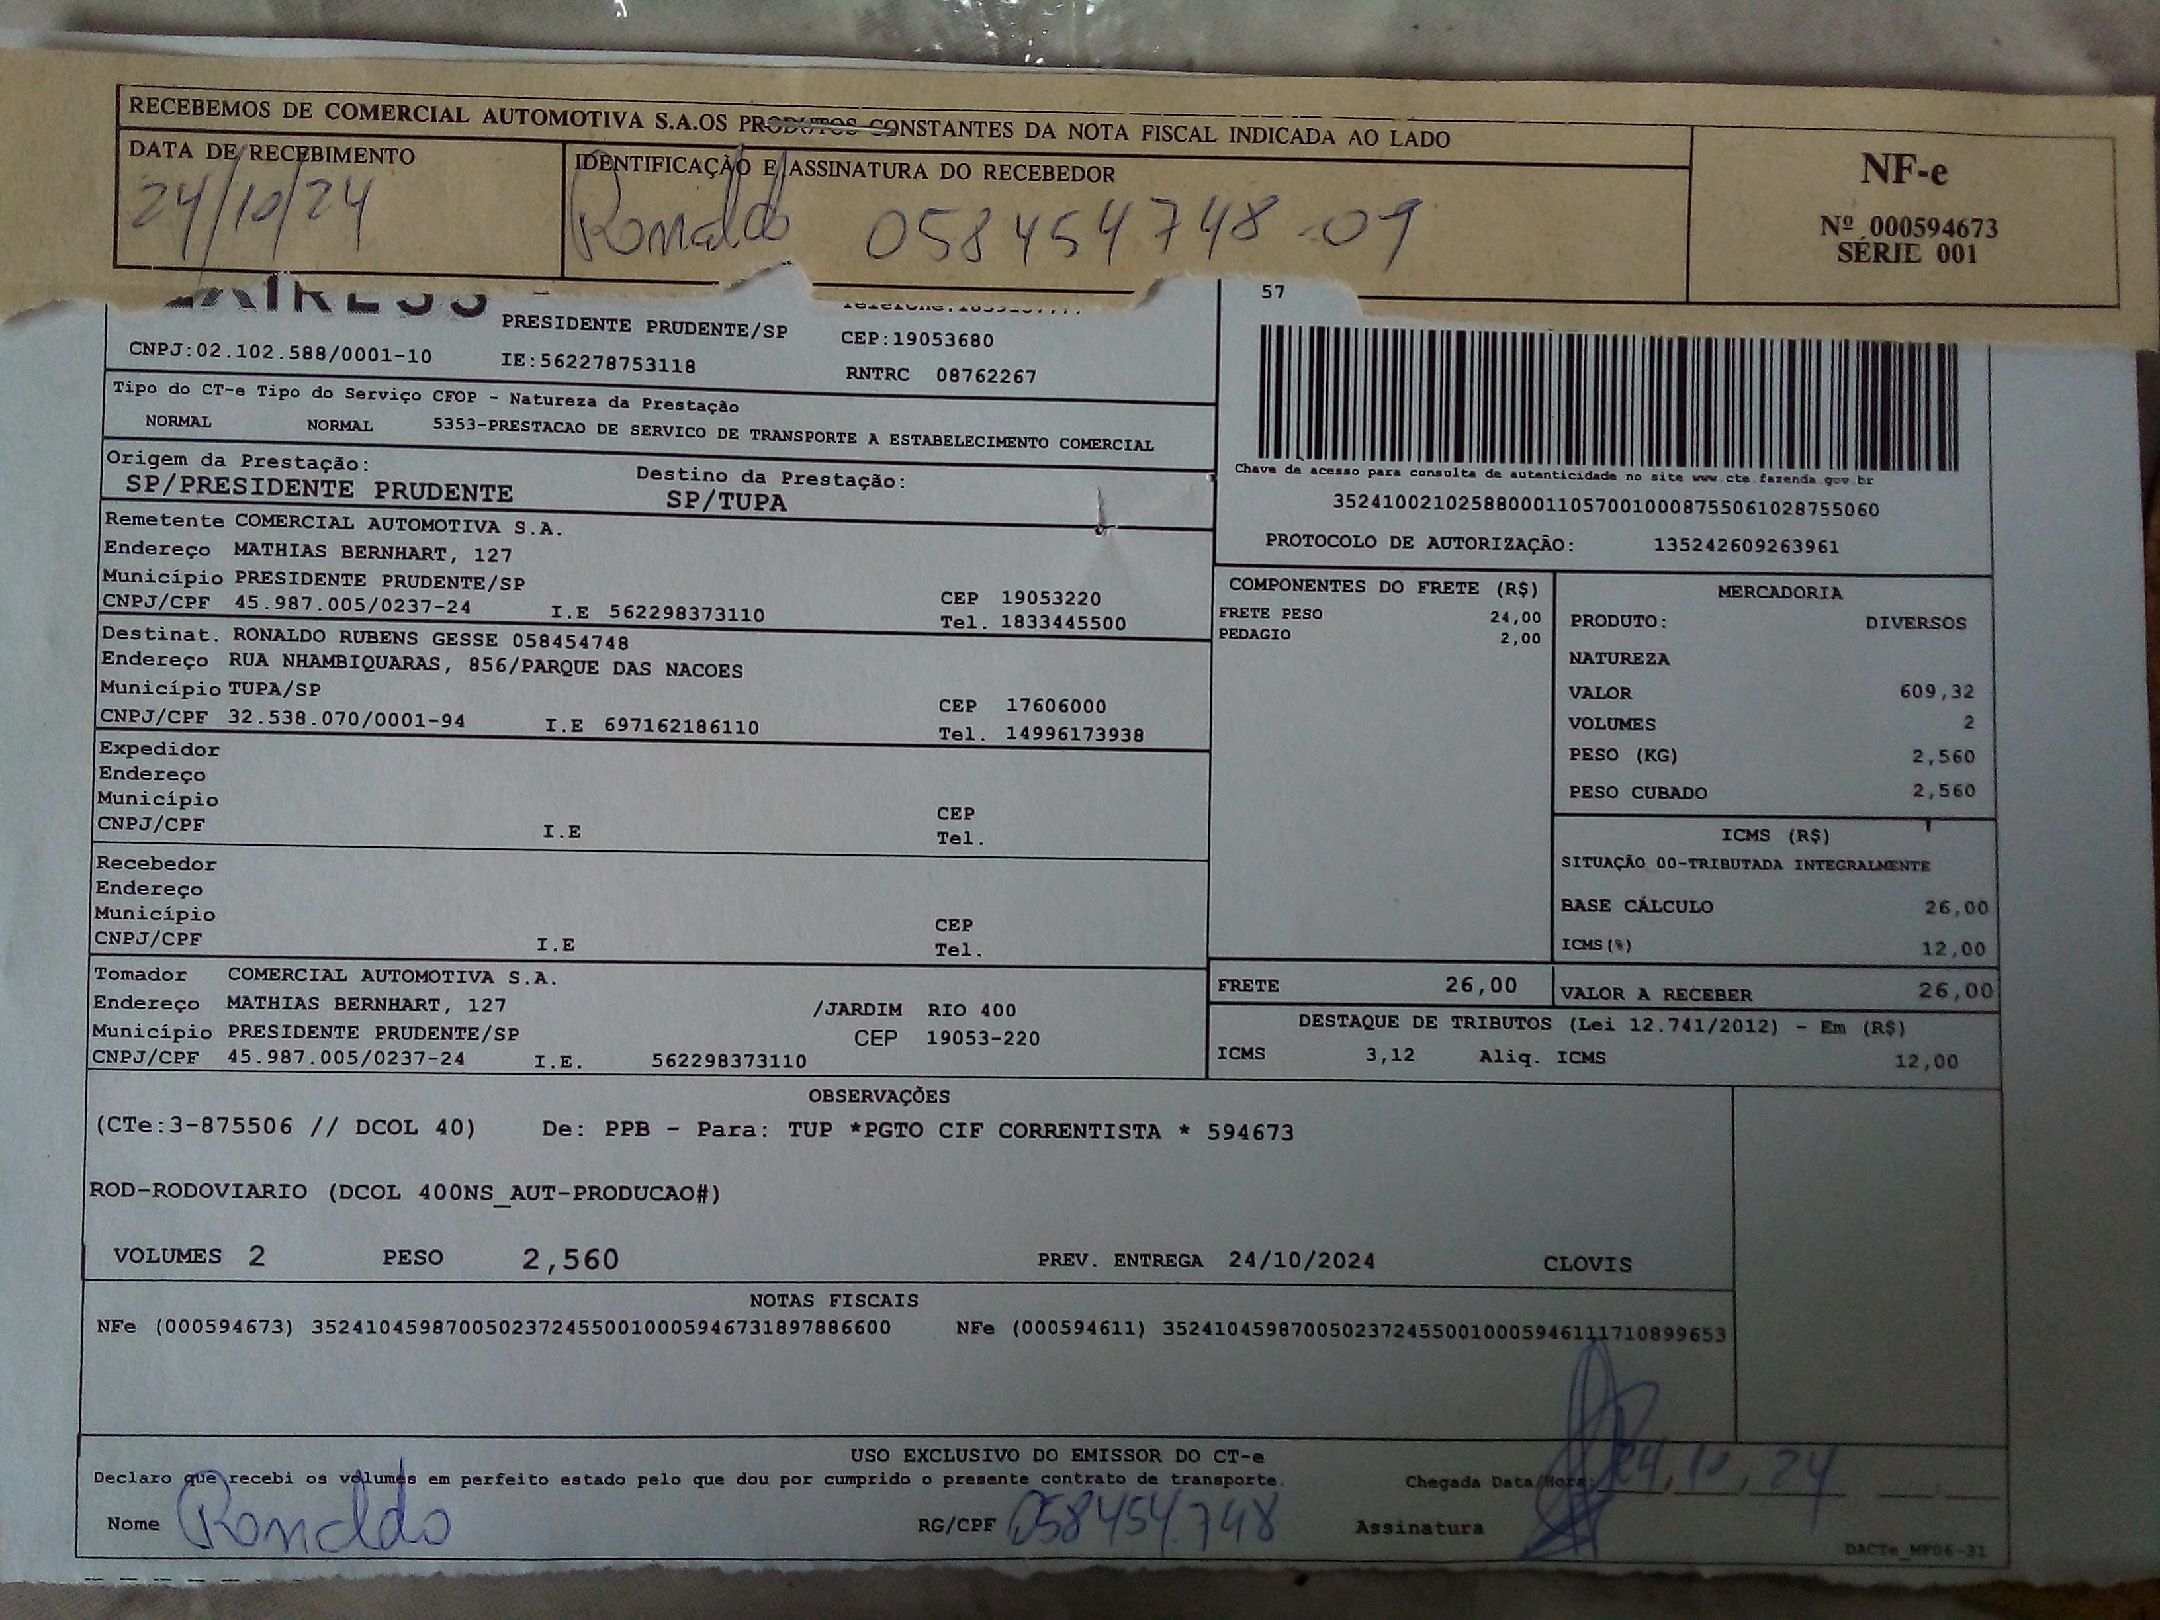 RECEBEMOS DE COMERCIAL AUTOMOTIVA S.A.OS PRODUTOS CONSTANTES DA NOTA FISCAL INDICADA AO LADO
DATA DE RECEBIMENTO
24/10/24
IDENTIFICAÇÃO E ASSINATURA DO RECEBEDOR
Ronaldo 058454748-09
NF-e
Nº 000594673
SÉRIE 001
PRESIDENTE PRUDENTE/SP CEP:19053680
CNPJ:02.102.588/0001-10 IE:562278753118 RNTRC 08762267
57
Tipo do CT-e Tipo do Serviço CFOP - Natureza da Prestação
NORMAL NORMAL 5353-PRESTACAO DE SERVICO DE TRANSPORTE A ESTABELECIMENTO COMERCIAL
Origem da Prestação: Destino da Prestação:
SP/PRESIDENTE PRUDENTE SP/TUPA
Chave de acesso para consulta de autenticidade no site www.cte.fazenda.gov.br
35241002102588000110570010008755061028755060
PROTOCOLO DE AUTORIZAÇÃO: 135242609263961
Remetente COMERCIAL AUTOMOTIVA S.A.
Endereço MATHIAS BERNHART, 127
Município PRESIDENTE PRUDENTE/SP CEP 19053220
CNPJ/CPF 45.987.005/0237-24 I.E 562298373110 Tel. 1833445500
Destinat. RONALDO RUBENS GESSE 058454748
Endereço RUA NHAMBIQUARAS, 856/PARQUE DAS NACOES
Município TUPA/SP CEP 17606000
CNPJ/CPF 32.538.070/0001-94 I.E 697162186110 Tel. 14996173938
Expedidor
Endereço
Município CEP
CNPJ/CPF I.E Tel.
Recebedor
Endereço
Município CEP
CNPJ/CPF I.E Tel.
Tomador COMERCIAL AUTOMOTIVA S.A.
Endereço MATHIAS BERNHART, 127 /JARDIM RIO 400
Município PRESIDENTE PRUDENTE/SP CEP 19053-220
CNPJ/CPF 45.987.005/0237-24 I.E. 562298373110
COMPONENTES DO FRETE (R$)
FRETE PESO 24,00
PEDAGIO 2,00
MERCADORIA
PRODUTO: DIVERSOS
NATUREZA
VALOR 609,32
VOLUMES 2
PESO (KG) 2,560
PESO CUBADO 2,560
ICMS (R$)
SITUAÇÃO 00-TRIBUTADA INTEGRALMENTE
BASE CÁLCULO 26,00
ICMS(%) 12,00
FRETE 26,00 VALOR A RECEBER 26,00
DESTAQUE DE TRIBUTOS (Lei 12.741/2012) - Em (R$)
ICMS 3,12 Aliq. ICMS 12,00
OBSERVAÇÕES
(CTe:3-875506 // DCOL 40) De: PPB - Para: TUP *PGTO CIF CORRENTISTA * 594673
ROD-RODOVIARIO (DCOL 400NS_AUT-PRODUCAO#)
VOLUMES 2 PESO 2,560 PREV. ENTREGA 24/10/2024 CLOVIS
NOTAS FISCAIS
NFe (000594673) 35241045987005023724550010005946731897886600 NFe (000594611) 35241045987005023724550010005946111710899653
USO EXCLUSIVO DO EMISSOR DO CT-e
Declaro que recebi os volumes em perfeito estado pelo que dou por cumprido o presente contrato de transporte. Chegada Data/Hora: 24, 10, 24
Nome Ronaldo RG/CPF 058454.748 Assinatura
DACTe_MF06-31